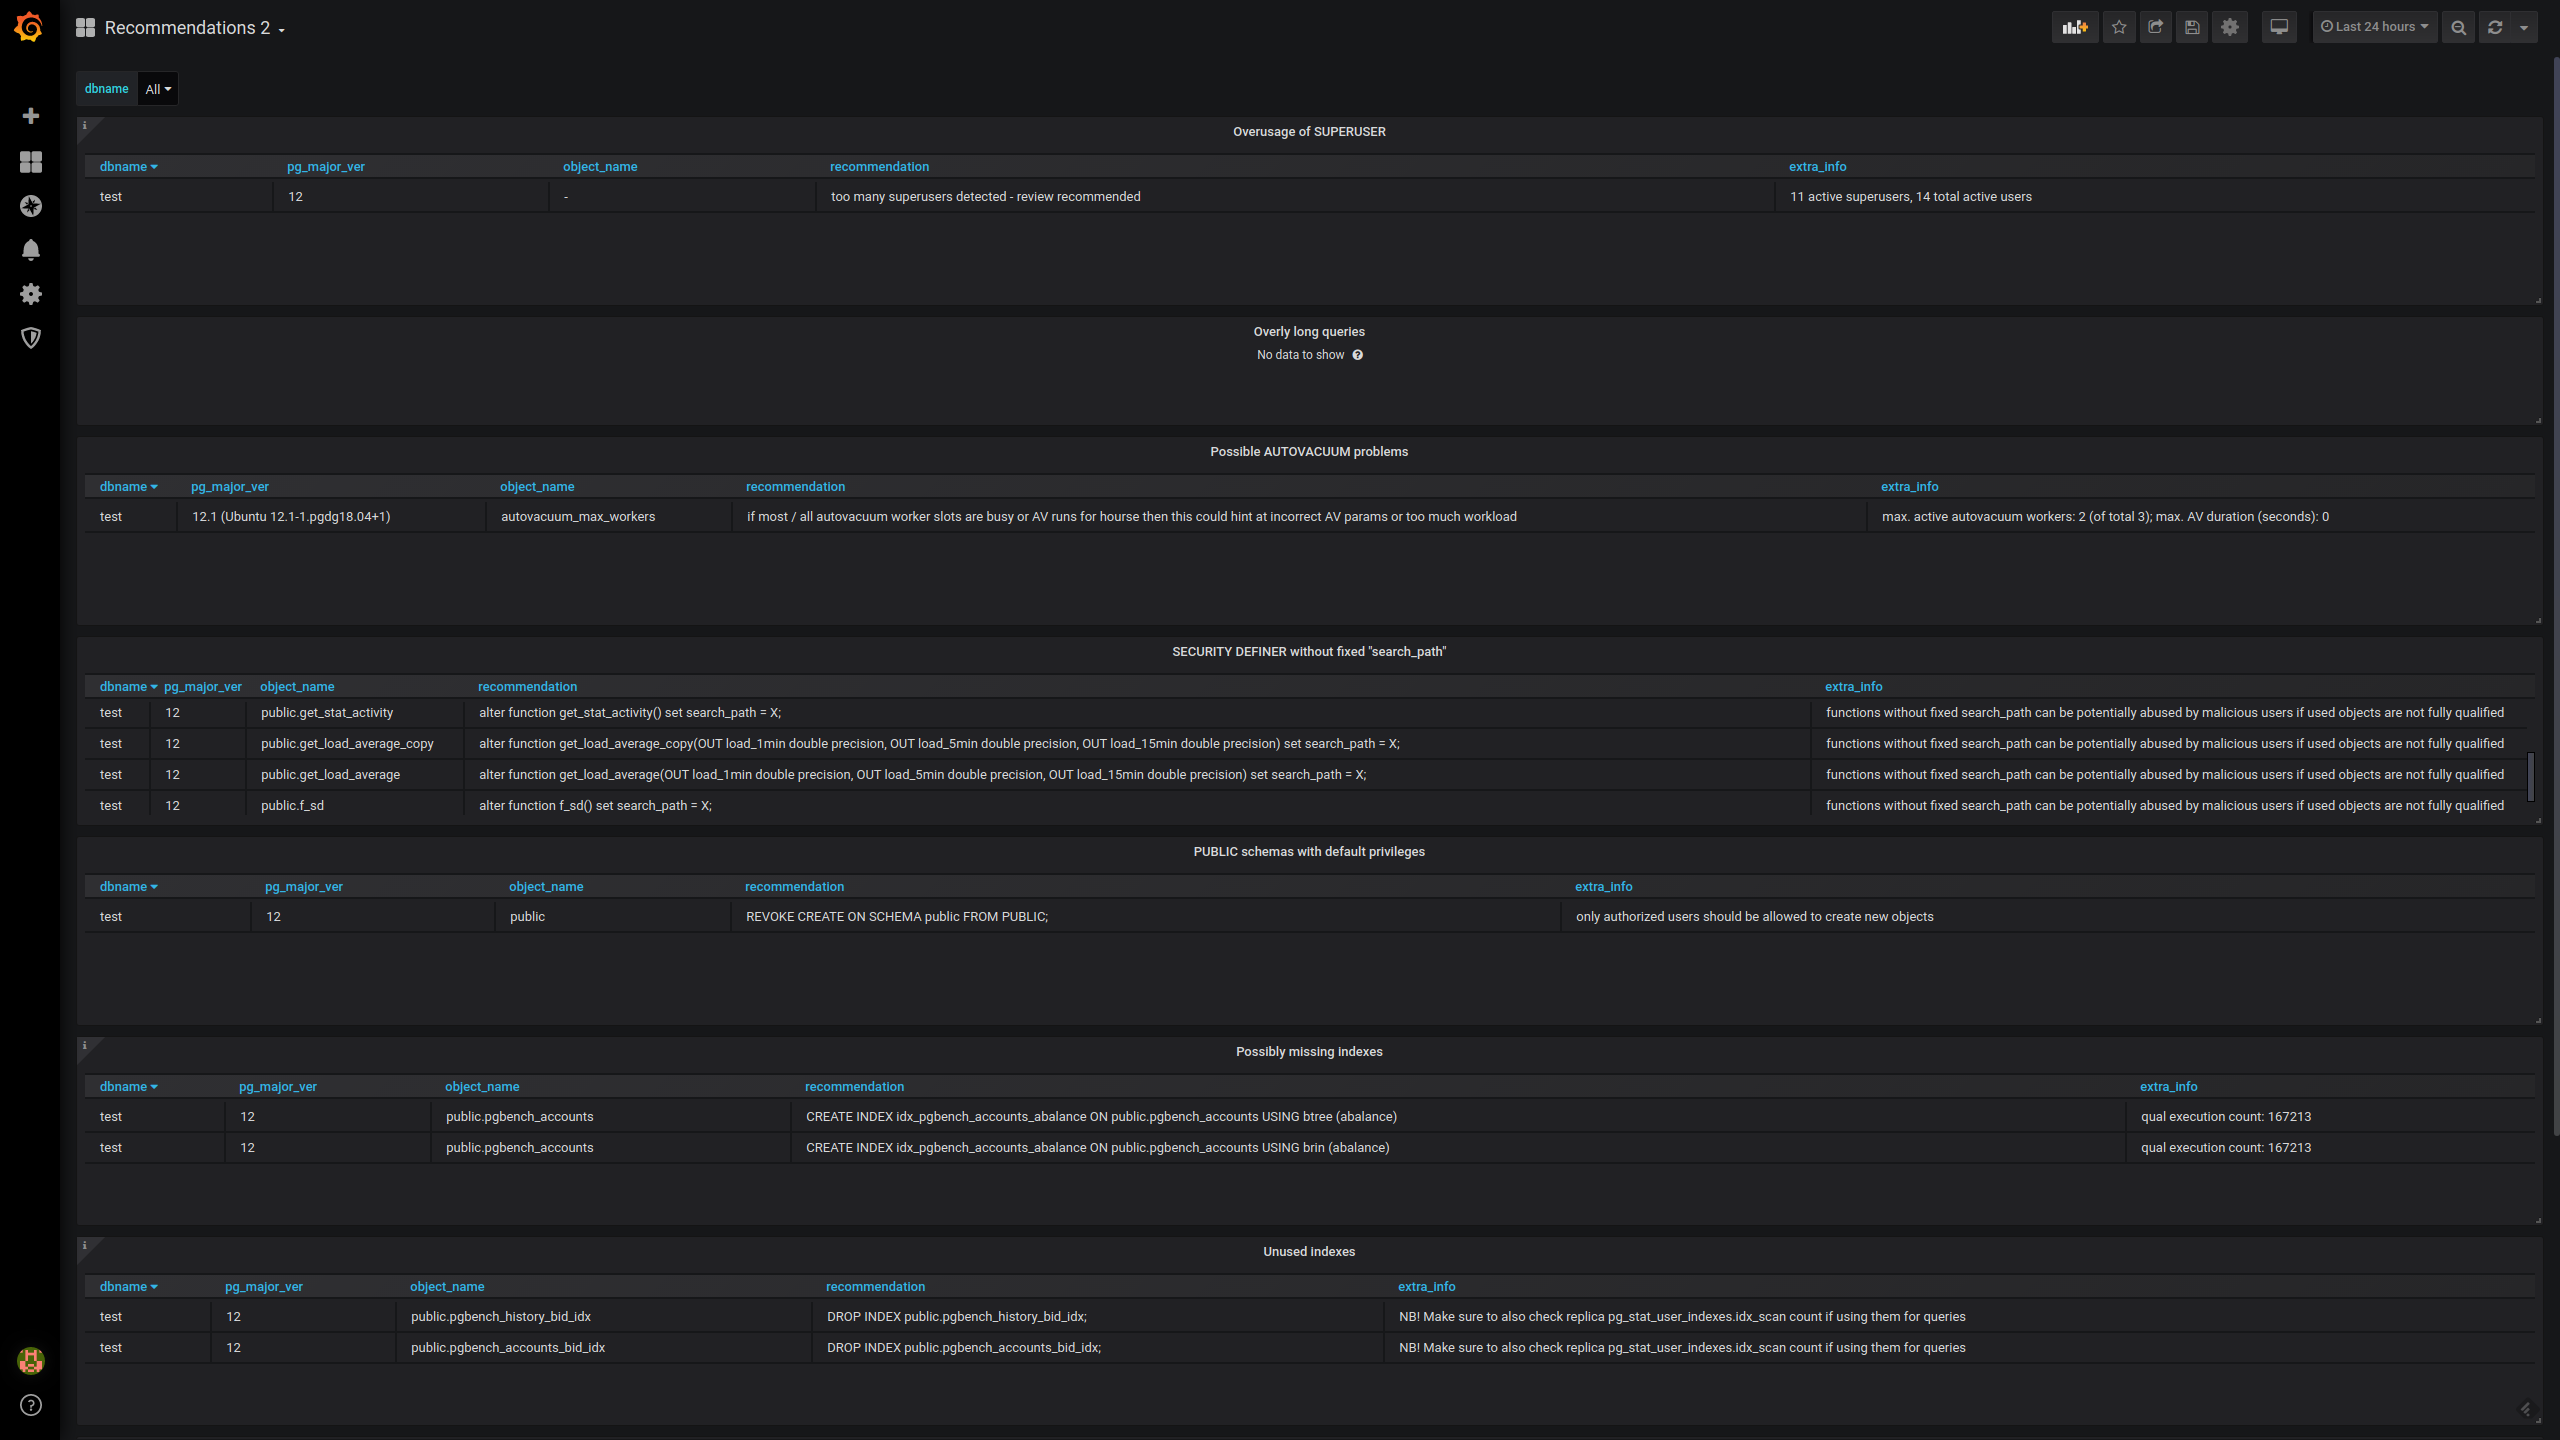 Recommendations 2
Last 24 hours
dbname All
i
Overusage of SUPERUSER
dbname pg_major_ver object_name recommendation extra_info
test 12 - too many superusers detected - review recommended 11 active superusers, 14 total active users
Overly long queries
No data to show ?
Possible AUTOVACUUM problems
dbname pg_major_ver object_name recommendation extra_info
test 12.1 (Ubuntu 12.1-1.pgdg18.04+1) autovacuum_max_workers if most / all autovacuum worker slots are busy or AV runs for hourse then this could hint at incorrect AV params or too much workload max. active autovacuum workers: 2 (of total 3); max. AV duration (seconds): 0
SECURITY DEFINER without fixed "search_path"
dbname pg_major_ver object_name recommendation extra_info
test 12 public.get_stat_activity alter function get_stat_activity() set search_path = X; functions without fixed search_path can be potentially abused by malicious users if used objects are not fully qualified
test 12 public.get_load_average_copy alter function get_load_average_copy(OUT load_1min double precision, OUT load_5min double precision, OUT load_15min double precision) set search_path = X; functions without fixed search_path can be potentially abused by malicious users if used objects are not fully qualified
test 12 public.get_load_average alter function get_load_average(OUT load_1min double precision, OUT load_5min double precision, OUT load_15min double precision) set search_path = X; functions without fixed search_path can be potentially abused by malicious users if used objects are not fully qualified
test 12 public.f_sd alter function f_sd() set search_path = X; functions without fixed search_path can be potentially abused by malicious users if used objects are not fully qualified
PUBLIC schemas with default privileges
dbname pg_major_ver object_name recommendation extra_info
test 12 public REVOKE CREATE ON SCHEMA public FROM PUBLIC; only authorized users should be allowed to create new objects
i
Possibly missing indexes
dbname pg_major_ver object_name recommendation extra_info
test 12 public.pgbench_accounts CREATE INDEX idx_pgbench_accounts_abalance ON public.pgbench_accounts USING btree (abalance) qual execution count: 167213
test 12 public.pgbench_accounts CREATE INDEX idx_pgbench_accounts_abalance ON public.pgbench_accounts USING brin (abalance) qual execution count: 167213
i
Unused indexes
dbname pg_major_ver object_name recommendation extra_info
test 12 public.pgbench_history_bid_idx DROP INDEX public.pgbench_history_bid_idx; NB! Make sure to also check replica pg_stat_user_indexes.idx_scan count if using them for queries
test 12 public.pgbench_accounts_bid_idx DROP INDEX public.pgbench_accounts_bid_idx; NB! Make sure to also check replica pg_stat_user_indexes.idx_scan count if using them for queries
?